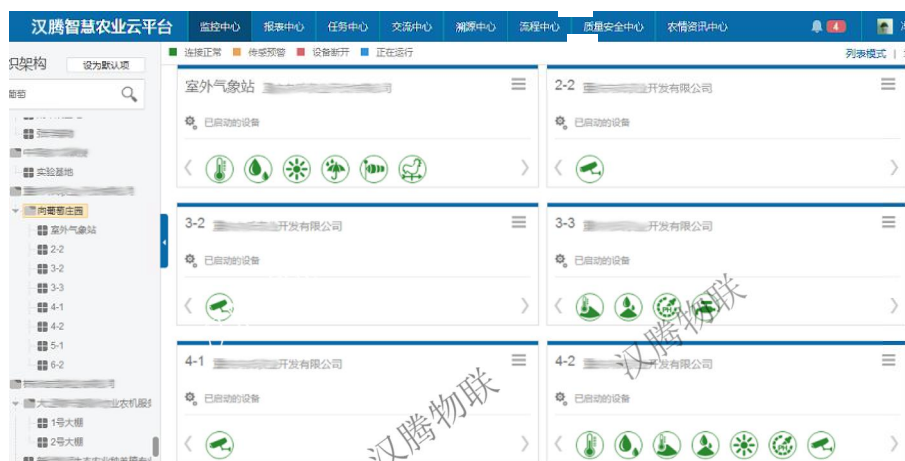 汉腾智慧农业云平台 监控中心 报表中心 任务中心 交流中心 溯源中心 流程中心 质量安全中心 农情资讯中心 4
织架构 设为默认项
连接正常 传感预警 设备断开 正在运行 列表模式
葡萄
实验基地
向葡萄庄园
室外气象站
2-2
3-2
3-3
4-1
4-2
5-1
6-2
农机服务
1号大棚
2号大棚
室外气象站 司
已启动的设备
2-2 开发有限公司
已启动的设备
3-2 开发有限公司
已启动的设备
3-3 开发有限公司
已启动的设备
4-1 开发有限公司
已启动的设备
4-2 开发有限公司
已启动的设备
汉腾物联
汉腾物联